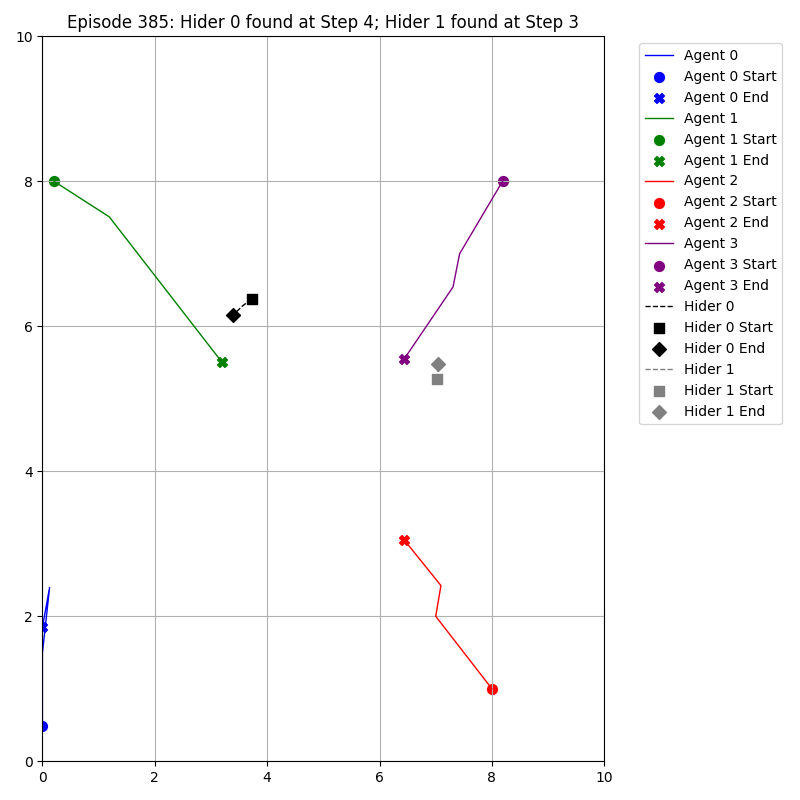 Episode 385: Hider 0 found at Step 4; Hider 1 found at Step 3
10
8
6
4
2
0
0 2 4 6 8 10
Agent 0
Agent 0 Start
Agent 0 End
Agent 1
Agent 1 Start
Agent 1 End
Agent 2
Agent 2 Start
Agent 2 End
Agent 3
Agent 3 Start
Agent 3 End
Hider 0
Hider 0 Start
Hider 0 End
Hider 1
Hider 1 Start
Hider 1 End